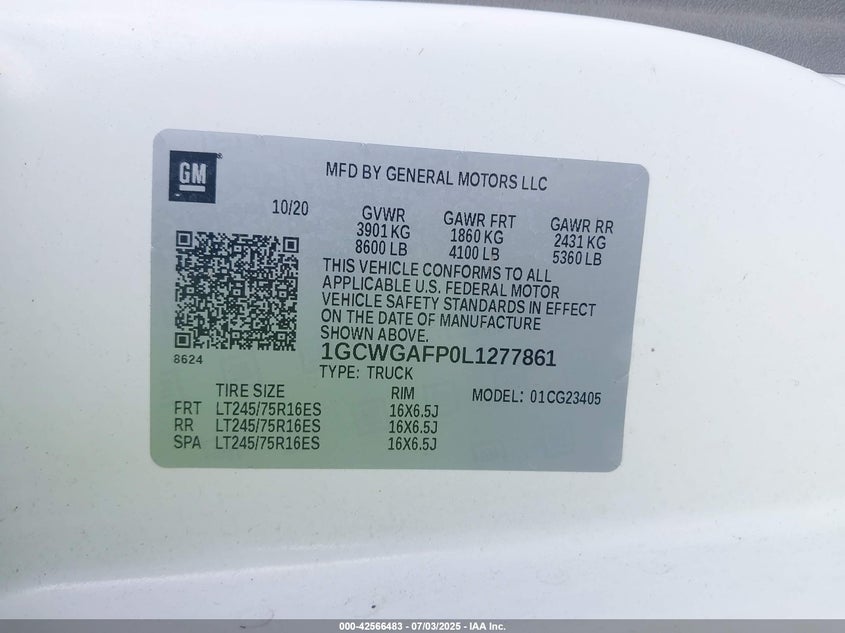 GM
MFD BY GENERAL MOTORS LLC
10/20
GVWR
3901 KG
8600 LB
GAWR FRT
1860 KG
4100 LB
GAWR RR
2431 KG
5360 LB
THIS VEHICLE CONFORMS TO ALL
APPLICABLE U.S. FEDERAL MOTOR
VEHICLE SAFETY STANDARDS IN EFFECT
ON THE DATE OF MANUFACTURE
SHOWN ABOVE.
8624
1GCWGAFP0L1277861
TYPE: TRUCK
TIRE SIZE RIM MODEL: 01CG23405
FRT LT245/75R16ES 16X6.5J
RR LT245/75R16ES 16X6.5J
SPA LT245/75R16ES 16X6.5J
000-42566483 - 07/03/2025 - IAA Inc.